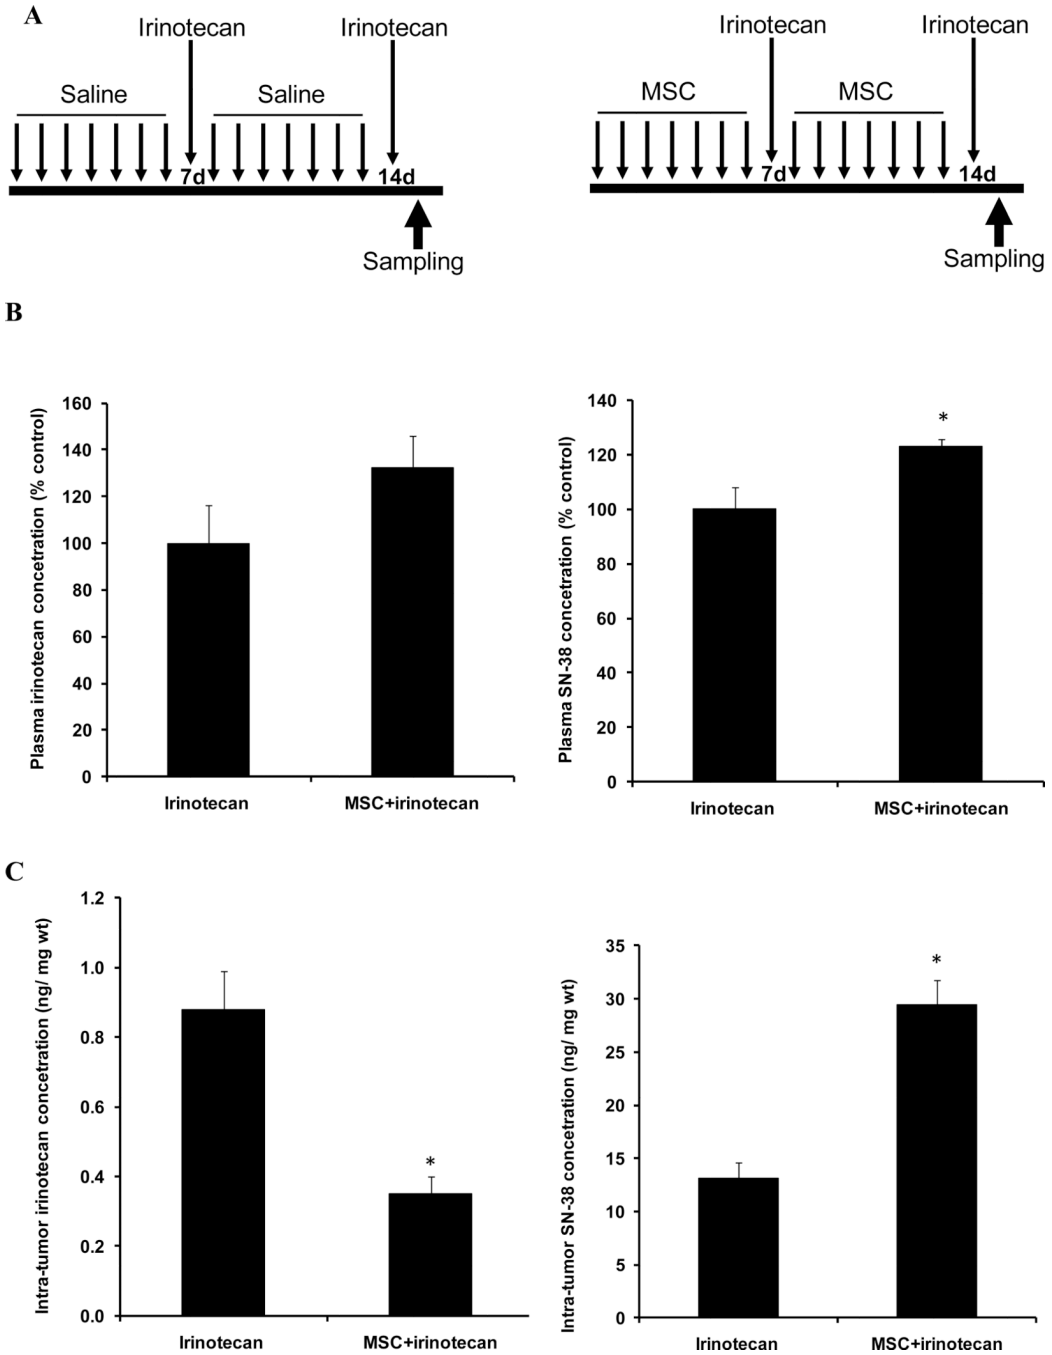 A
Irinotecan Irinotecan Irinotecan Irinotecan
Saline Saline MSC MSC
7d 14d 7d 14d
Sampling Sampling
B
Plasma irinotecan concetration (% control)
160
140
120
100
80
60
40
20
0
Irinotecan MSC+irinotecan
Plasma SN-38 concetration (% control)
140
120
100
80
60
40
20
0
*
Irinotecan MSC+irinotecan
C
Intra-tumor irinotecan concetration (ng/ mg wt)
1.2
1.0
0.8
0.6
0.4
0.2
0.0
*
Irinotecan MSC+irinotecan
Intra-tumor SN-38 concetration (ng/ mg wt)
35
30
25
20
15
10
5
0
*
Irinotecan MSC+irinotecan